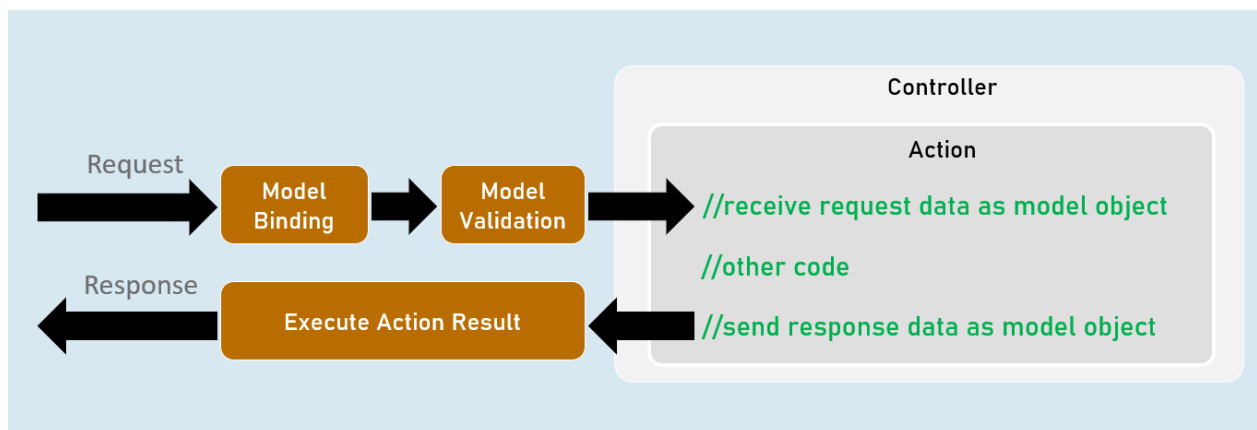 Controller
Action
Request
Model
Binding
Model
Validation
//receive request data as model object
//other code
Response
Execute Action Result
//send response data as model object